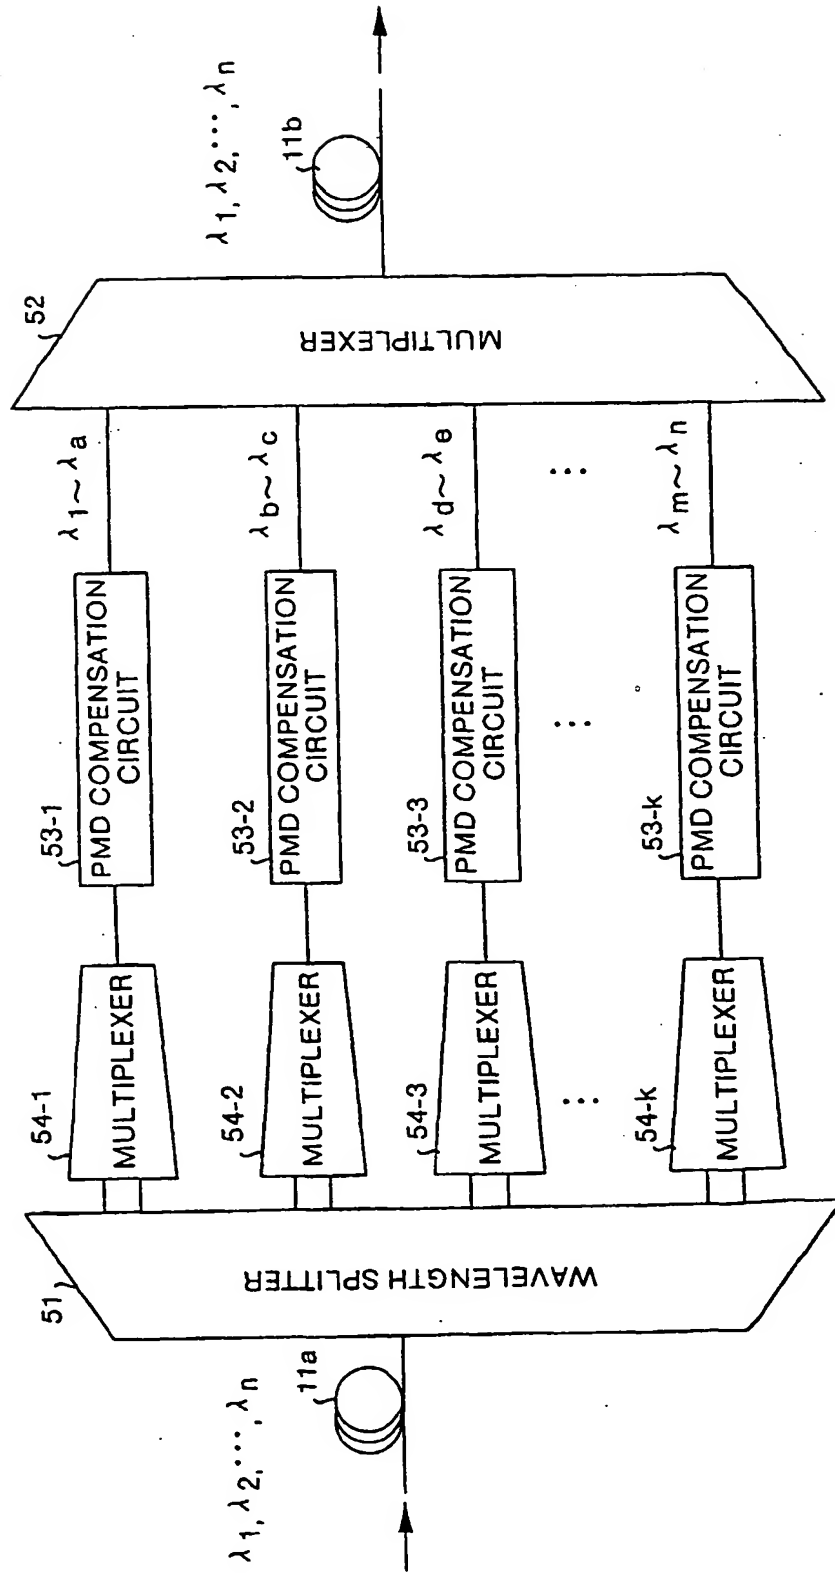 λ1, λ2, ..., λn
11a
51
WAVELENGTH SPLITTER
54-1
MULTIPLEXER
54-2
MULTIPLEXER
54-3
MULTIPLEXER
...
54-k
MULTIPLEXER
53-1
PMD COMPENSATION
CIRCUIT
53-2
PMD COMPENSATION
CIRCUIT
53-3
PMD COMPENSATION
CIRCUIT
...
53-k
PMD COMPENSATION
CIRCUIT
λ1~λa
λb~λc
λd~λe
...
λm~λn
52
MULTIPLEXER
λ1, λ2, ..., λn
11b